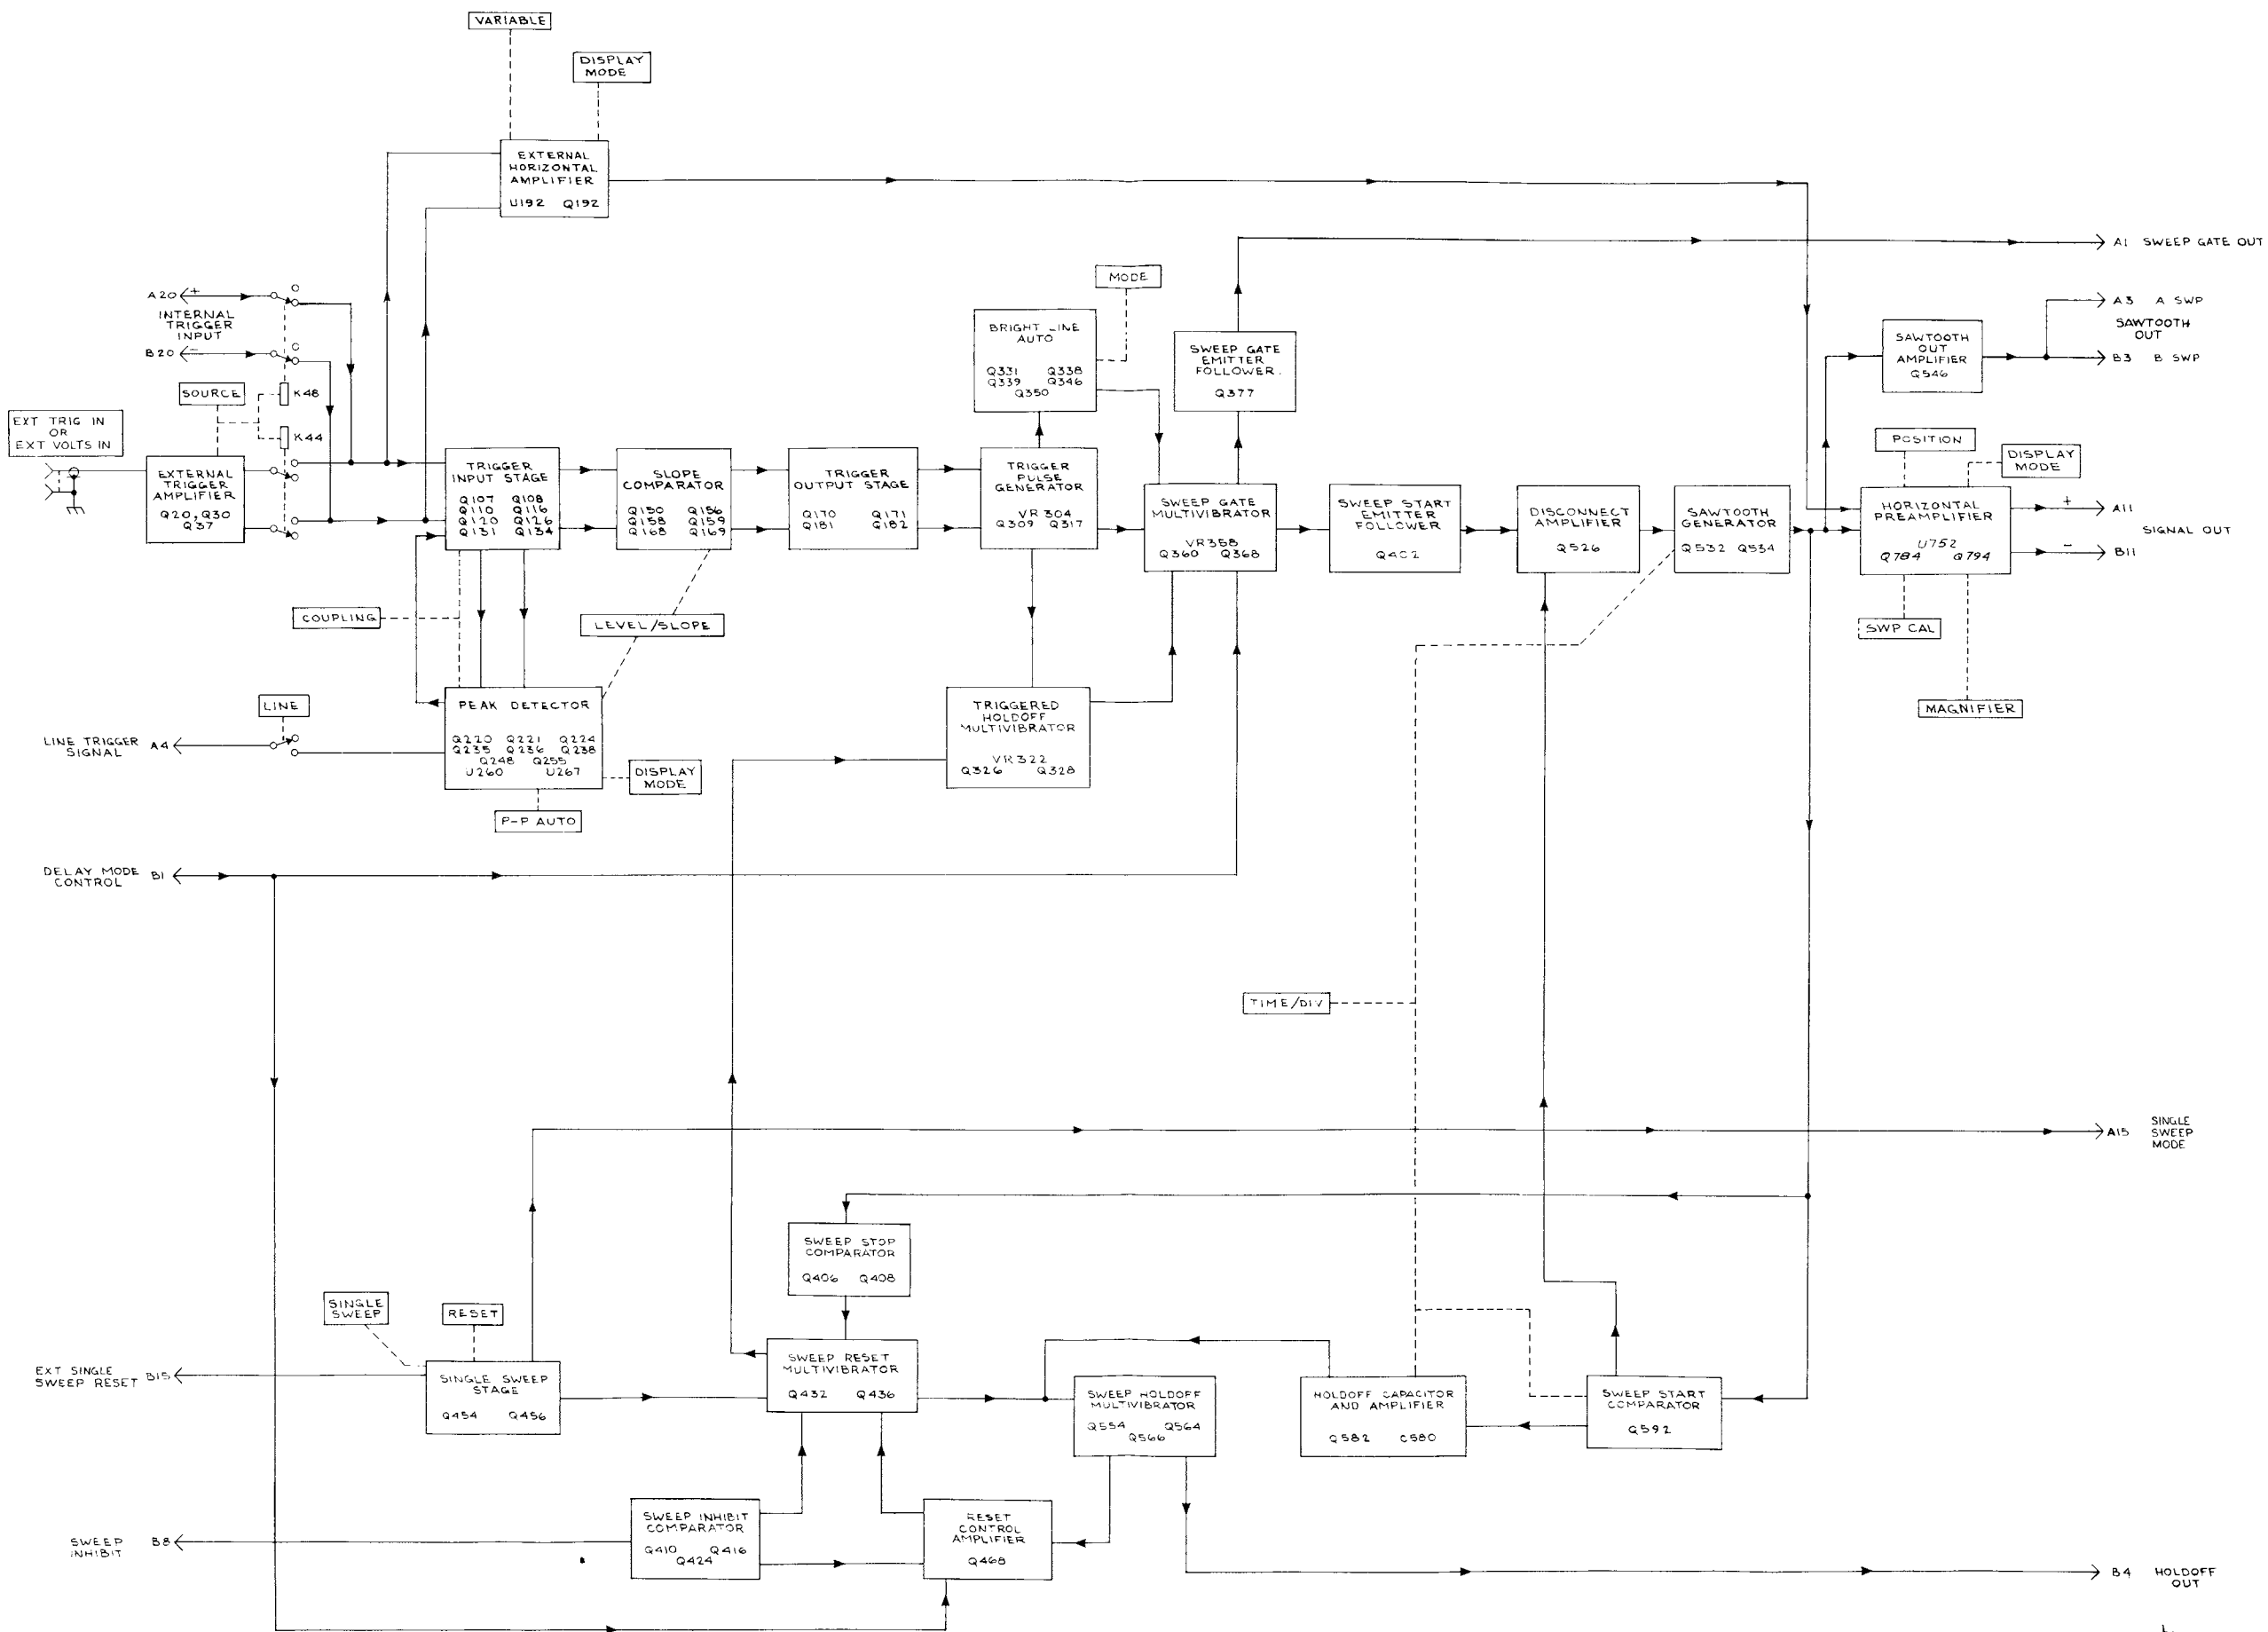 VARIABLE
DISPLAY
MODE
EXTERNAL
HORIZONTAL
AMPLIFIER
U192 Q192
A1 SWEEP GATE OUT
A20 +
INTERNAL
TRIGGER
INPUT
B20 -
SOURCE
K48
K44
EXT TRIG IN
OR
EXT VOLTS IN
EXTERNAL
TRIGGER
AMPLIFIER
Q20, Q30
Q37
TRIGGER
INPUT STAGE
Q107 Q108
Q110 Q116
Q120 Q126
Q131 Q134
SLOPE
COMPARATOR
Q150 Q156
Q158 Q159
Q168 Q169
TRIGGER
OUTPUT STAGE
Q170 Q171
Q181 Q182
MODE
BRIGHT LINE
AUTO
Q331 Q338
Q339 Q346
Q350
TRIGGER
PULSE
GENERATOR
VR304
Q309 Q317
SWEEP GATE
EMITTER
FOLLOWER.
Q377
SWEEP GATE
MULTIVIBRATOR
VR358
Q360 Q368
SWEEP START
EMITTER
FOLLOWER
Q402
DISCONNECT
AMPLIFIER
Q526
SAWTOOTH
GENERATOR
Q532 Q534
SAWTOOTH
OUT
AMPLIFIER
Q546
A3 A SWP
SAWTOOTH
OUT
B3 B SWP
POSITION
DISPLAY
MODE
HORIZONTAL
PREAMPLIFIER
U752
Q784 Q794
+ A11
SIGNAL OUT
- B11
SWP CAL
MAGNIFIER
COUPLING
LEVEL/SLOPE
LINE
LINE TRIGGER
SIGNAL A4
PEAK DETECTOR
Q220 Q221 Q224
Q235 Q236 Q238
Q248 Q255
U260 U267
DISPLAY
MODE
P-P AUTO
TRIGGERED
HOLDOFF
MULTIVIBRATOR
VR322
Q326 Q328
DELAY MODE
CONTROL B1
TIME/DIV
A15 SINGLE
SWEEP
MODE
SWEEP STOP
COMPARATOR
Q406 Q408
SINGLE
SWEEP
RESET
EXT SINGLE
SWEEP RESET B15
SINGLE SWEEP
STAGE
Q454 Q456
SWEEP RESET
MULTIVIBRATOR
Q432 Q436
SWEEP HOLDOFF
MULTIVIBRATOR
Q554 Q564
Q566
HOLDOFF CAPACITOR
AND AMPLIFIER
Q582 C580
SWEEP START
COMPARATOR
Q592
SWEEP
INHIBIT B8
SWEEP INHIBIT
COMPARATOR
Q410 Q416
Q424
RESET
CONTROL
AMPLIFIER
Q468
B4 HOLDOFF
OUT
L.